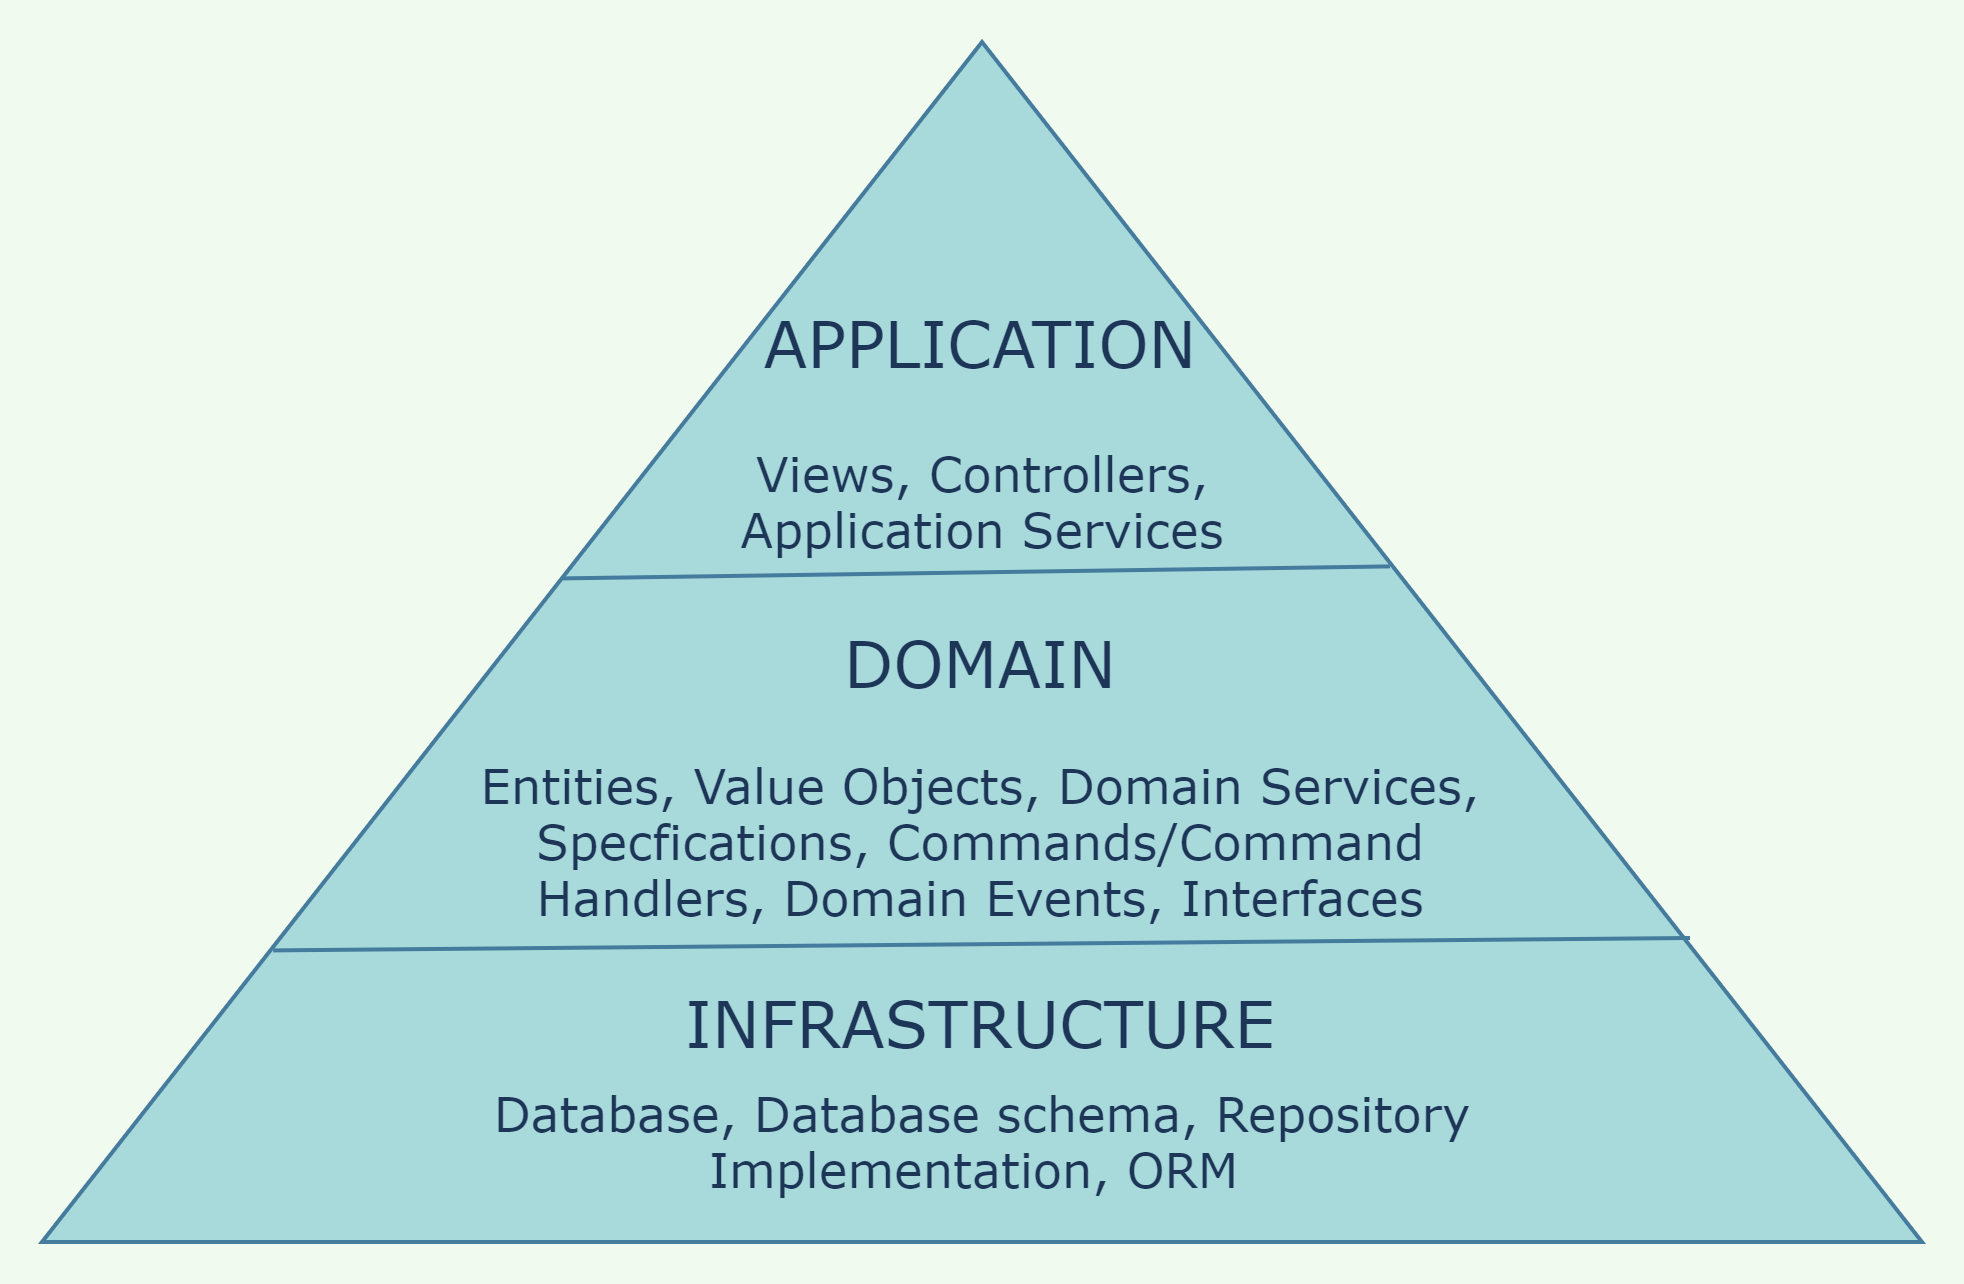 APPLICATION
Views, Controllers,
Application Services
DOMAIN
Entities, Value Objects, Domain Services,
Specfications, Commands/Command
Handlers, Domain Events, Interfaces
INFRASTRUCTURE
Database, Database schema, Repository
Implementation, ORM